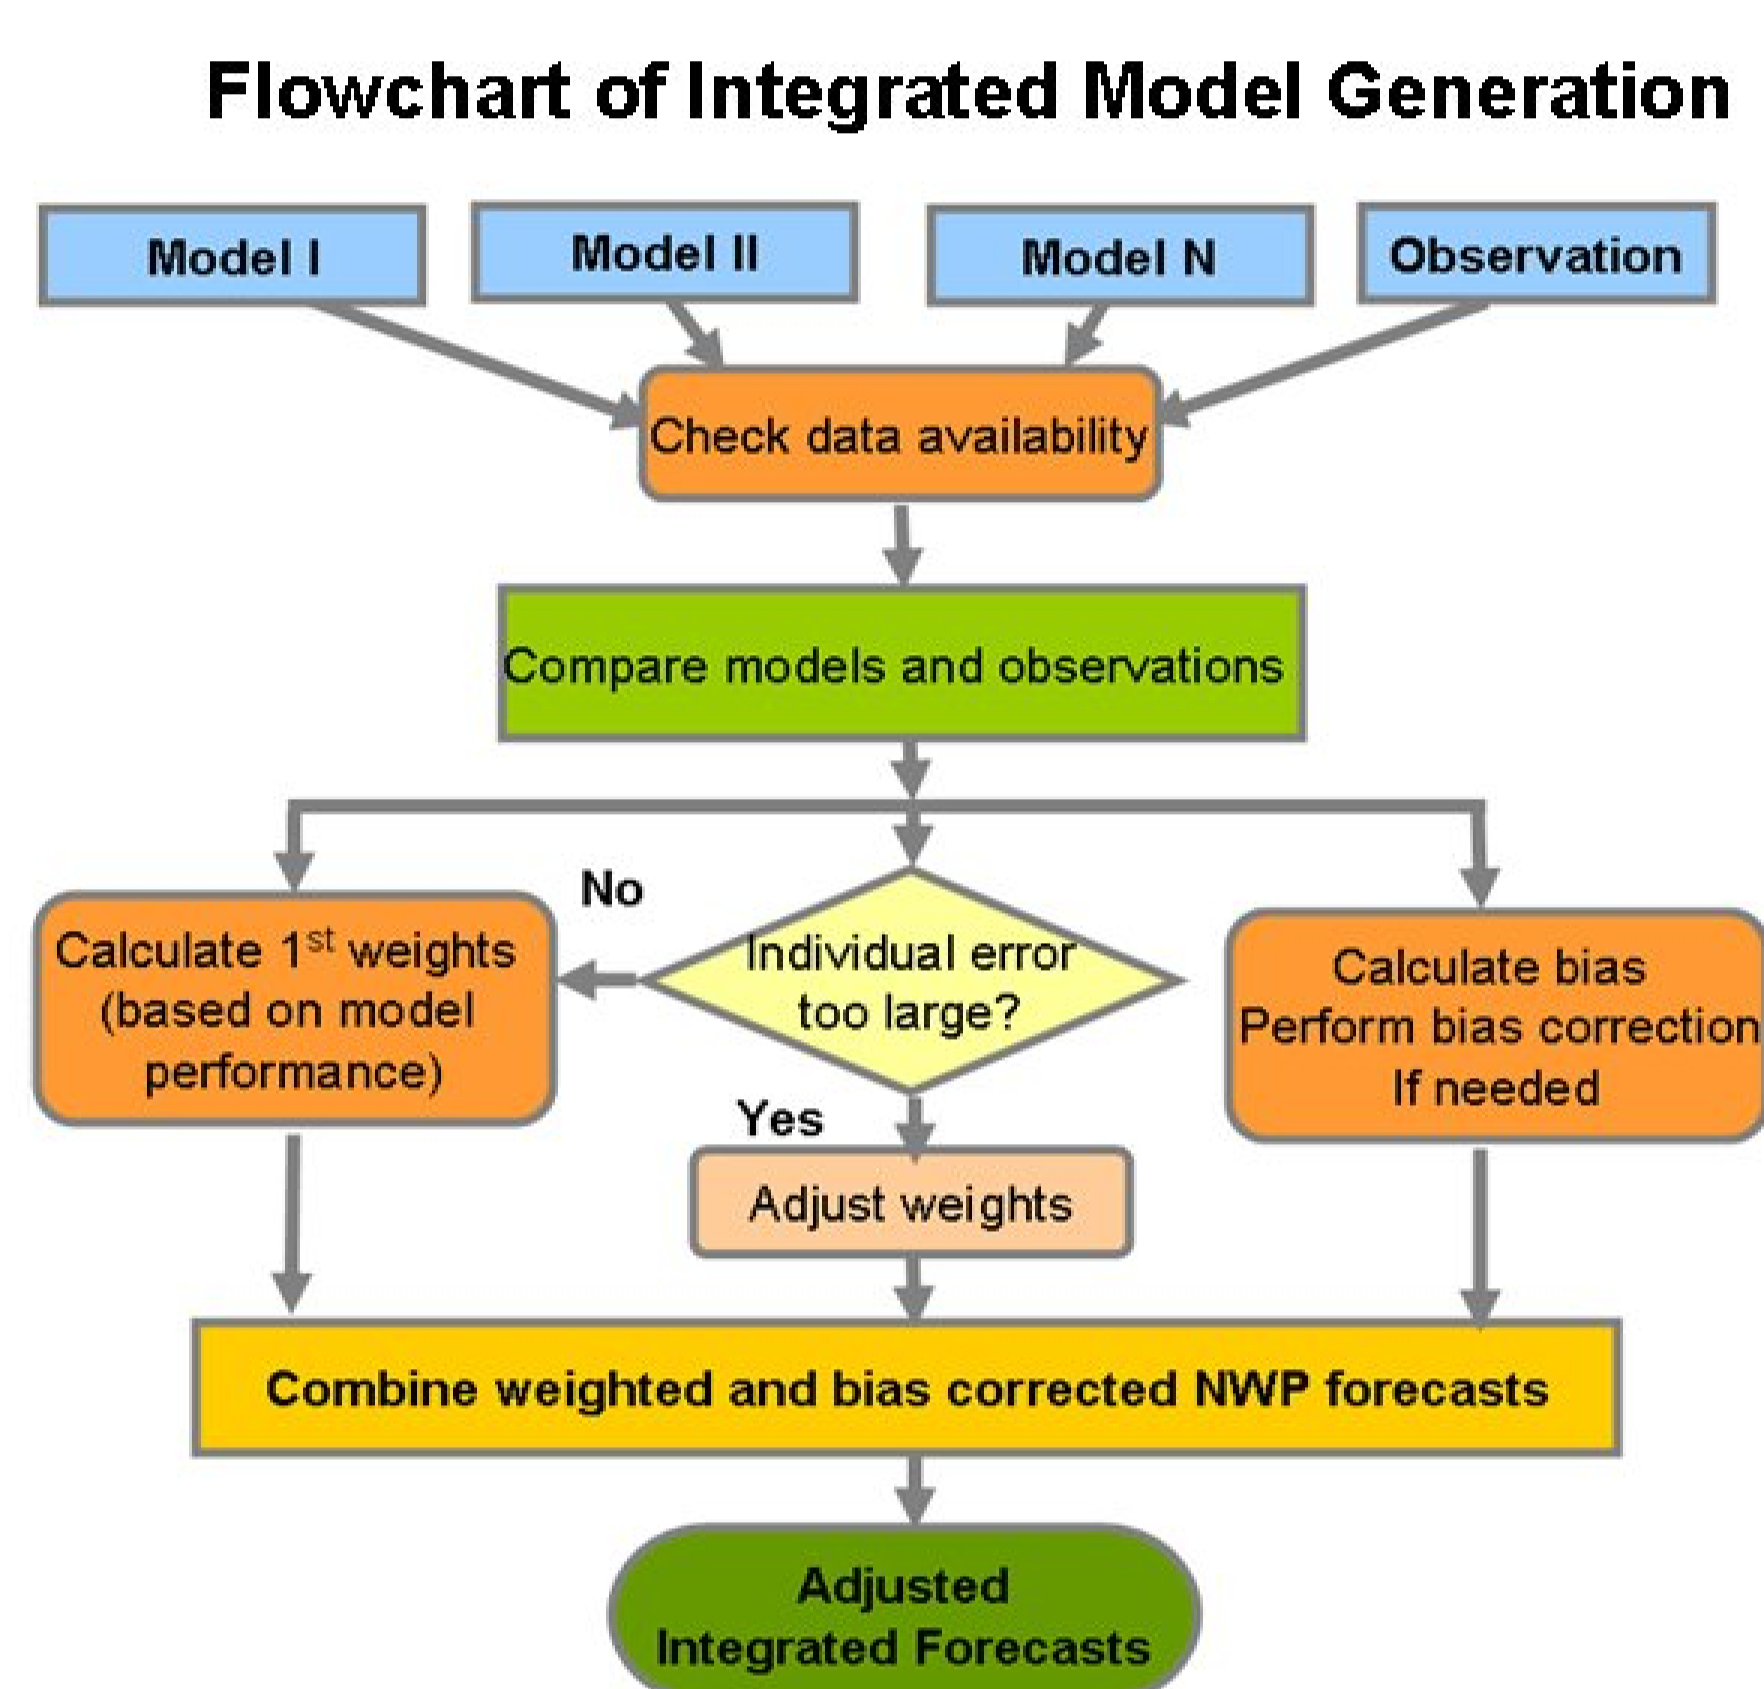 Flowchart of Integrated Model Generation
Model I
Model II
Model N
Observation
Check data availability
Compare models and observations
No
Calculate 1st weights
(based on model
performance)
Individual error
too large?
Calculate bias
Perform bias correction
If needed
Yes
Adjust weights
Combine weighted and bias corrected NWP forecasts
Adjusted
Integrated Forecasts